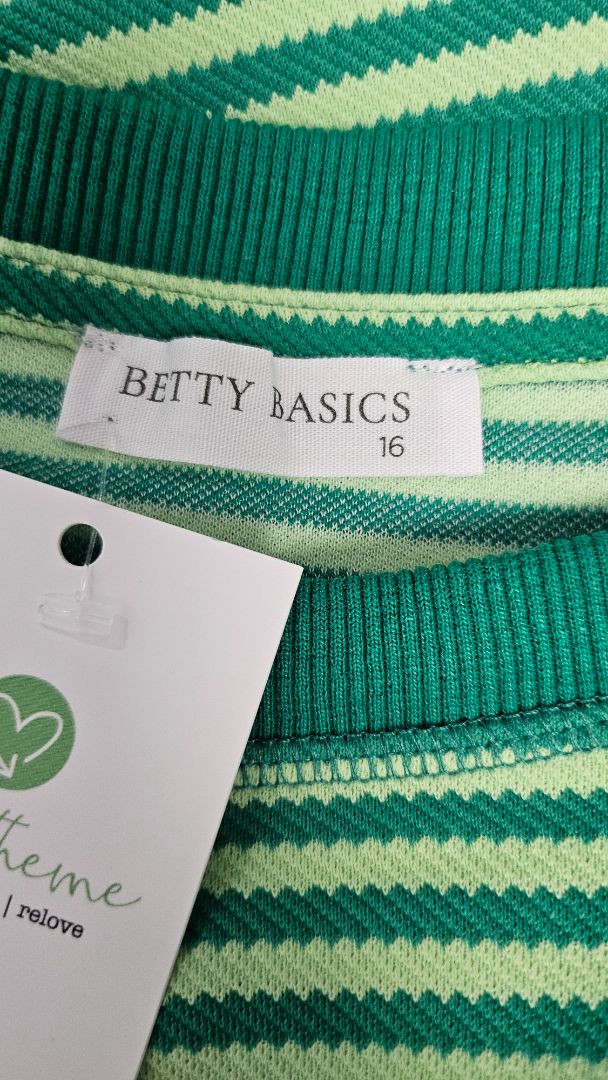 BETTY BASICS
16
theme
| relove